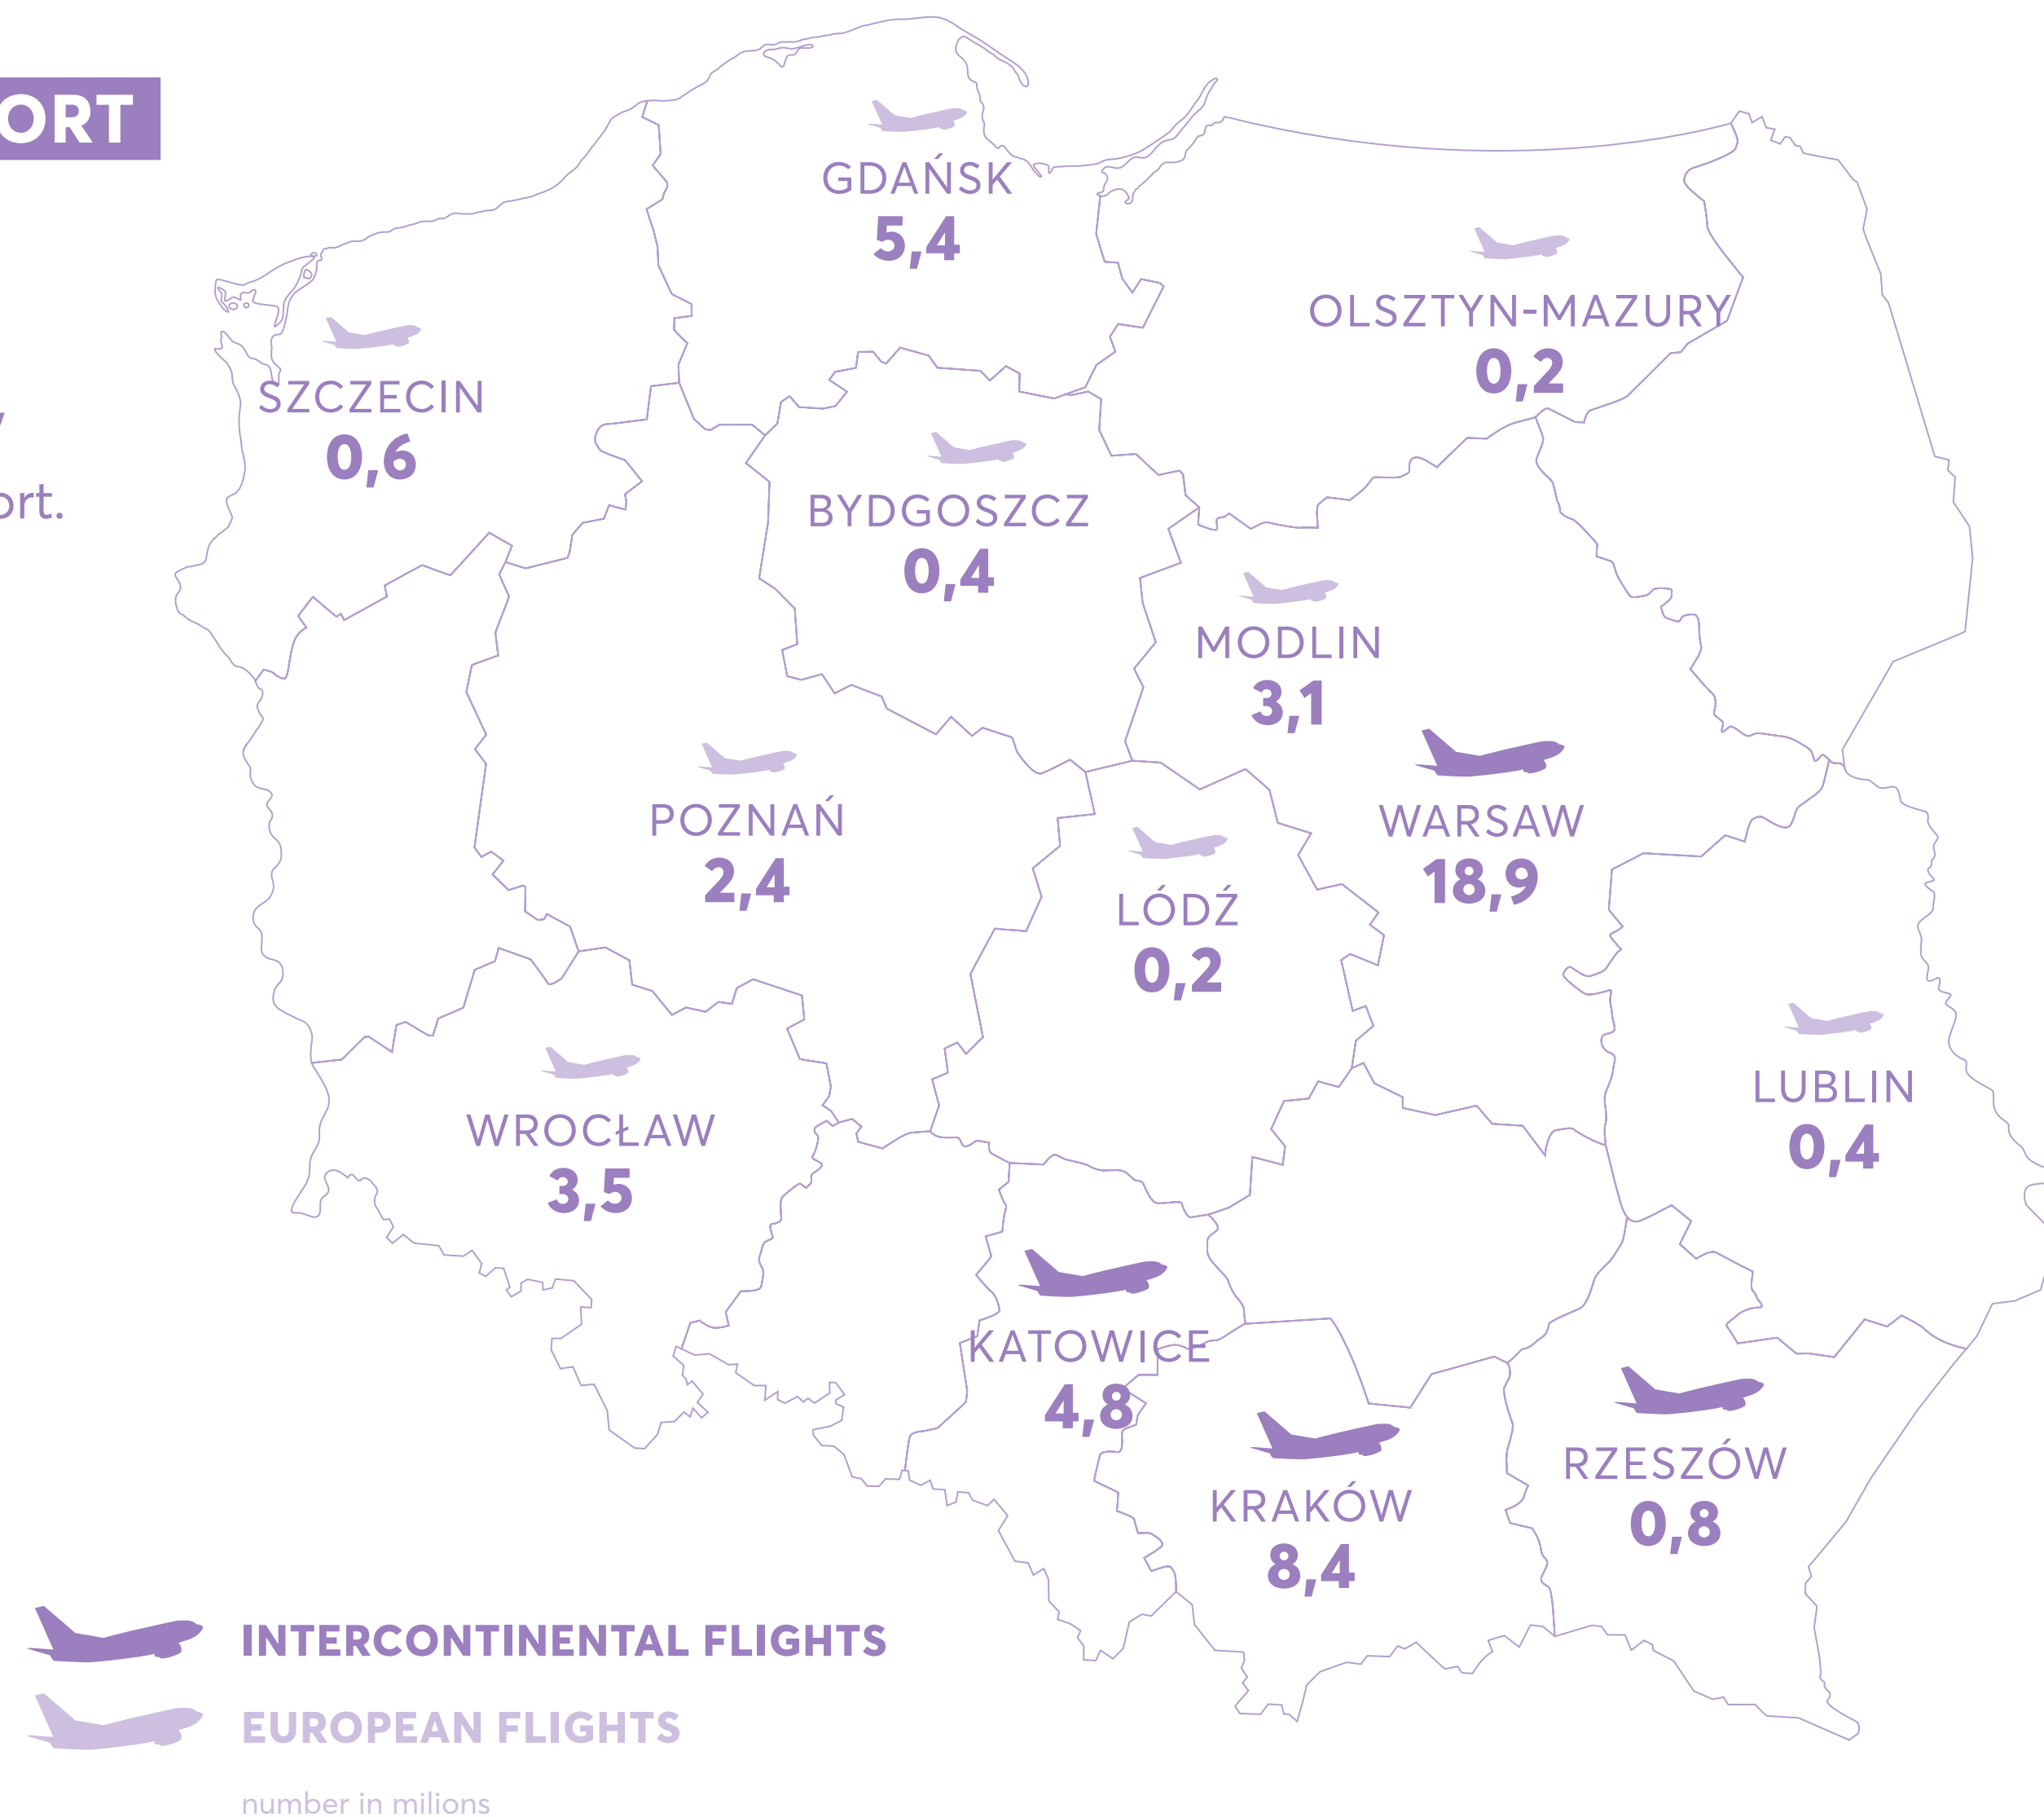 ORT
ort.
GDAŃSK
5,4
OLSZTYN-MAZURY
0,2
SZCZECIN
0,6
BYDGOSZCZ
0,4
MODLIN
3,1
POZNAŃ
2,4
WARSAW
18,9
LÓDŹ
0,2
LUBLIN
0,4
WROCŁAW
3,5
KATOWICE
4,8
KRAKÓW
8,4
RZESZÓW
0,8
INTERCONTINENTAL FLIGHTS
EUROPEAN FLIGHTS
number in milions